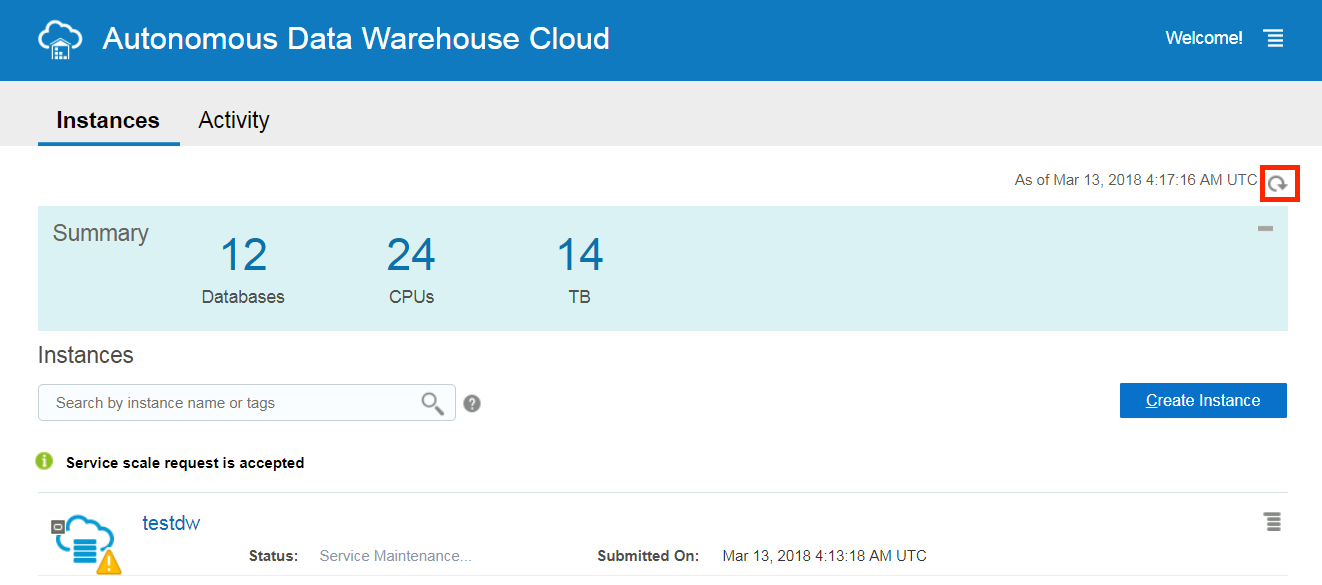 Autonomous Data Warehouse Cloud
Welcome!
Instances
Activity
As of Mar 13, 2018 4:17:16 AM UTC
Summary
12
24
14
Databases
CPUs
TB
Instances
Search by instance name or tags
?
Create Instance
i
Service scale request is accepted
testdw
Status:
Service Maintenance...
Submitted On:
Mar 13, 2018 4:13:18 AM UTC